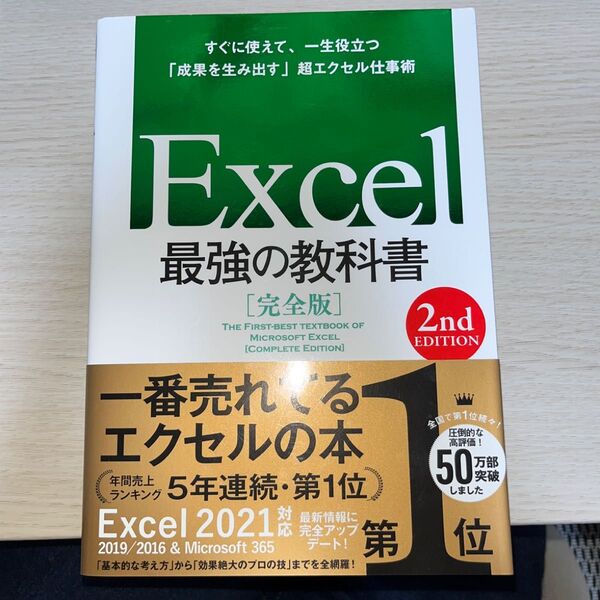 すぐに使えて、一生役立つ
「成果を生み出す」超エクセル仕事術
Excel
最強の教科書
[完全版]
2nd
EDITION
THE FIRST-BEST TEXTBOOK OF
MICROSOFT EXCEL
[COMPLETE EDITION]
一番売れてる
エクセルの本
年間売上
ランキング
5年連続・第1位
第1位
全国で第1位続々!
圧倒的な
高評価!
50万部
突破
しました
Excel 2021対応
2019/2016 & Microsoft 365
最新情報に
完全アップ
デート!
「基本的な考え方」から「効果絶大のプロの技」までを全網羅!